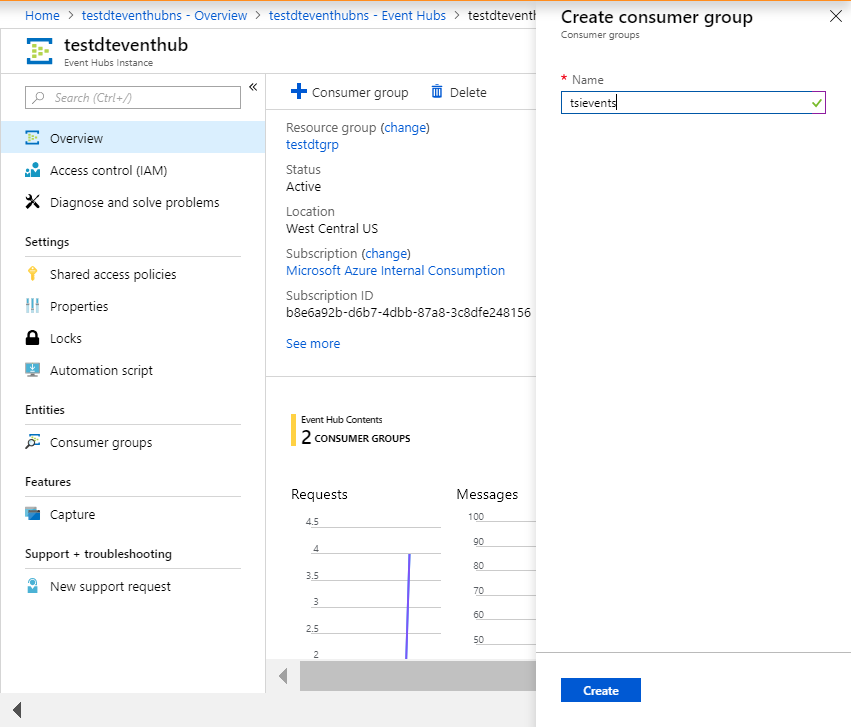 Home > testdteventhubns - Overview > testdteventhubns - Event Hubs > testdteventh
testdteventhub
Event Hubs Instance
Search (Ctrl+/)
«
Overview
Access control (IAM)
Diagnose and solve problems
Settings
Shared access policies
Properties
Locks
Automation script
Entities
Consumer groups
Features
Capture
Support + troubleshooting
New support request
Consumer group
Delete
Resource group (change)
testdtgrp
Status
Active
Location
West Central US
Subscription (change)
Microsoft Azure Internal Consumption
Subscription ID
b8e6a92b-d6b7-4dbb-87a8-3c8dfe248156
See more
Event Hub Contents
2 CONSUMER GROUPS
Requests
4.5
4
3.5
3
2.5
2
Messages
100
90
80
70
60
50
Create consumer group
Consumer groups
* Name
tsievents
Create